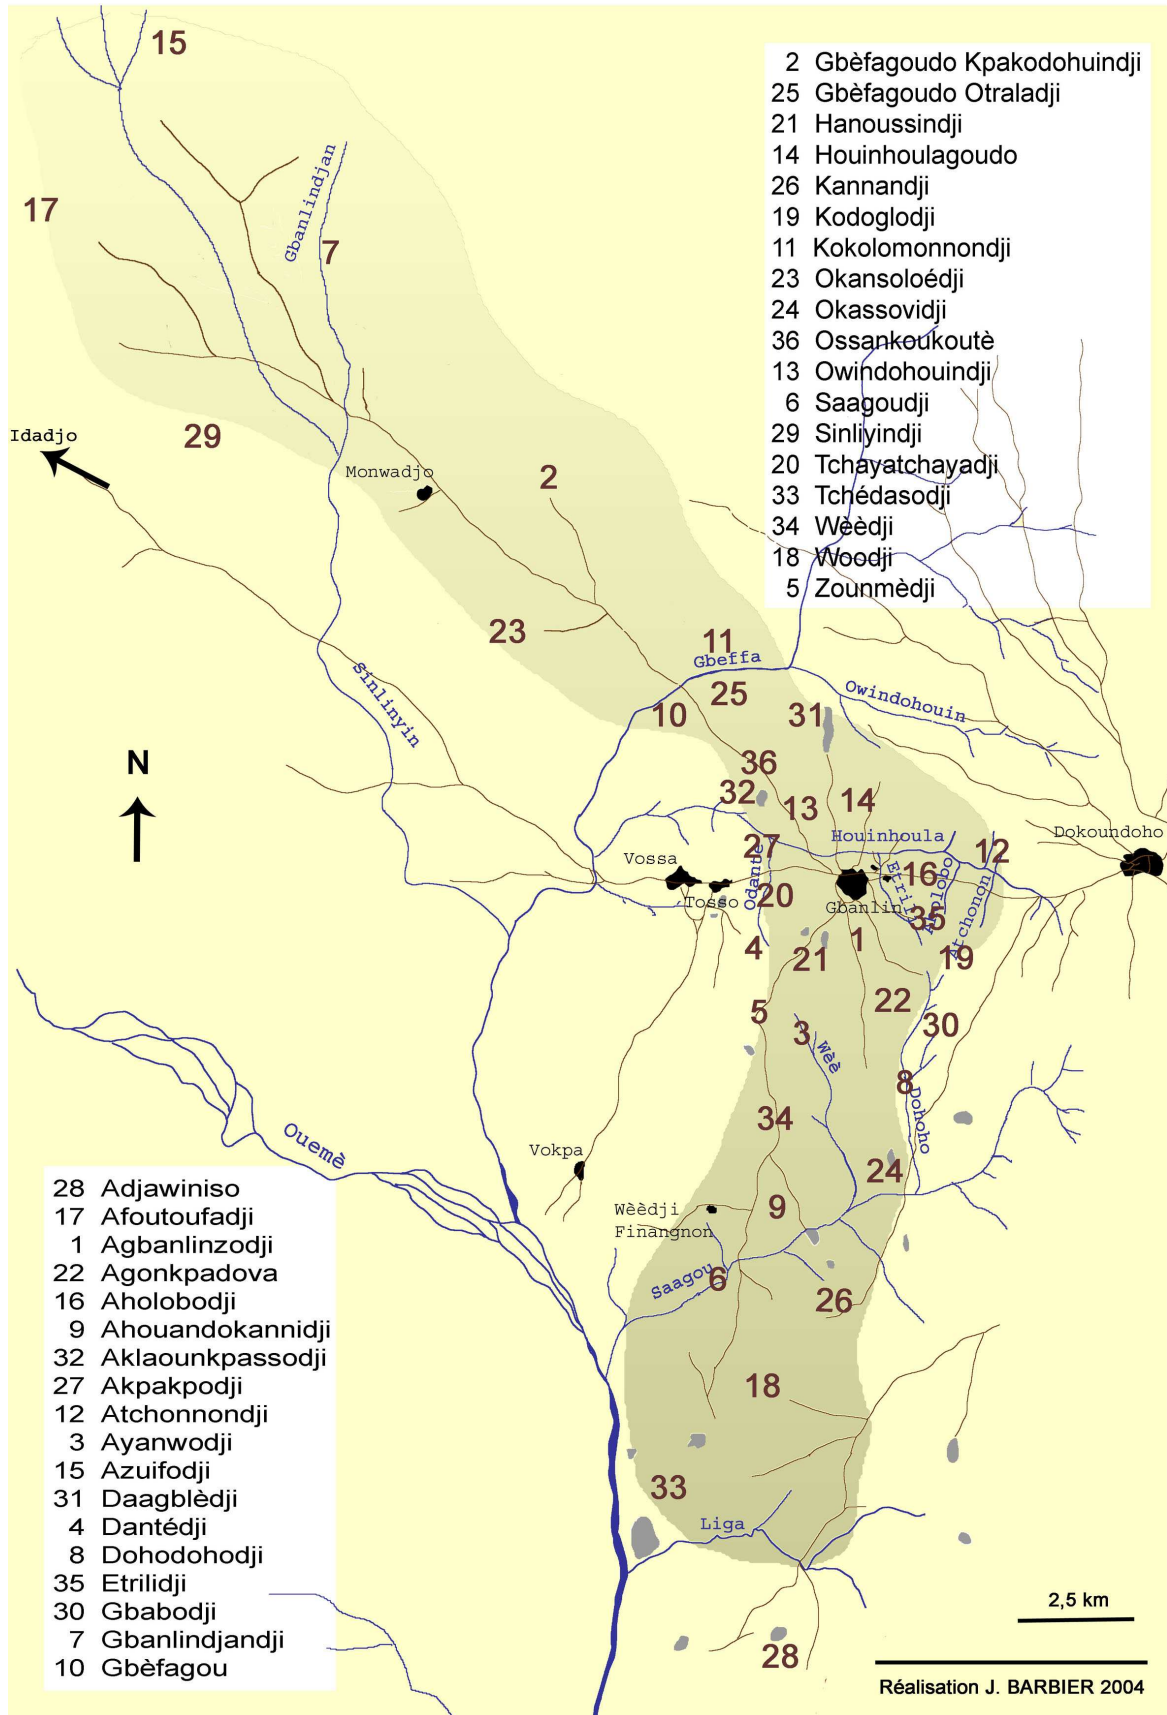 15
2 Gbèfagoudo Kpakodohuindji
25 Gbèfagoudo Otraladji
21 Hanoussindji
14 Houinhoulagoudo
26 Kannandji
19 Kodoglodji
11 Kokolomonnondji
23 Okansoloédji
24 Okassovidji
36 Ossankoukoutè
13 Owindohouindji
6 Saagoudji
29 Sinliyindji
20 Tchayatchayadji
33 Tchédasodji
34 Wèèdji
18 Woodji
5 Zounmèdji
17
Gbanlindjan
7
29
Idadjo
Monwadjo
2
23
11
Gbeffa
25
10
31
Owindohouin
Sinlinyin
N
36
32
13
14
Houinhoula
27
12
Dokoundoho
Vossa
Odante
16
Etrili
Aholobo
Atchonon
20
Tosso
Gbanlin
35
4
21
1
19
22
5
3
Wèè
30
8
Dohoho
34
Ouemè
Vokpa
24
9
Wèèdji
Finangnon
Saagou
6
26
18
33
Liga
28
28 Adjawiniso
17 Afoutoufadji
1 Agbanlinzodji
22 Agonkpadova
16 Aholobodji
9 Ahouandokannidji
32 Aklaounkpassodji
27 Akpakpodji
12 Atchonnondji
3 Ayanwodji
15 Azuifodji
31 Daagblèdji
4 Dantédji
8 Dohodohodji
35 Etrilidji
30 Gbabodji
7 Gbanlindjandji
10 Gbèfagou
2,5 km
Réalisation J. BARBIER 2004